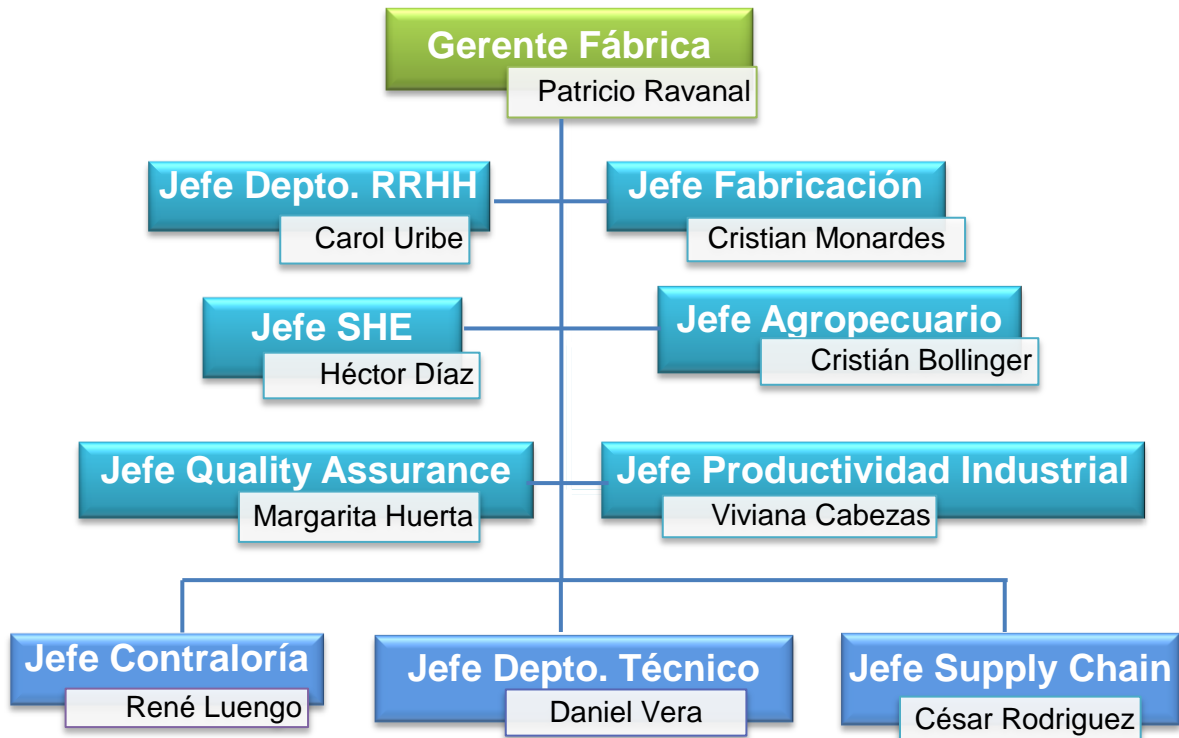 Gerente Fábrica
Patricio Ravanal
Jefe Depto. RRHH
Carol Uribe
Jefe Fabricación
Cristian Monardes
Jefe SHE
Héctor Díaz
Jefe Agropecuario
Cristián Bollinger
Jefe Quality Assurance
Margarita Huerta
Jefe Productividad Industrial
Viviana Cabezas
Jefe Contraloría
René Luengo
Jefe Depto. Técnico
Daniel Vera
Jefe Supply Chain
César Rodriguez